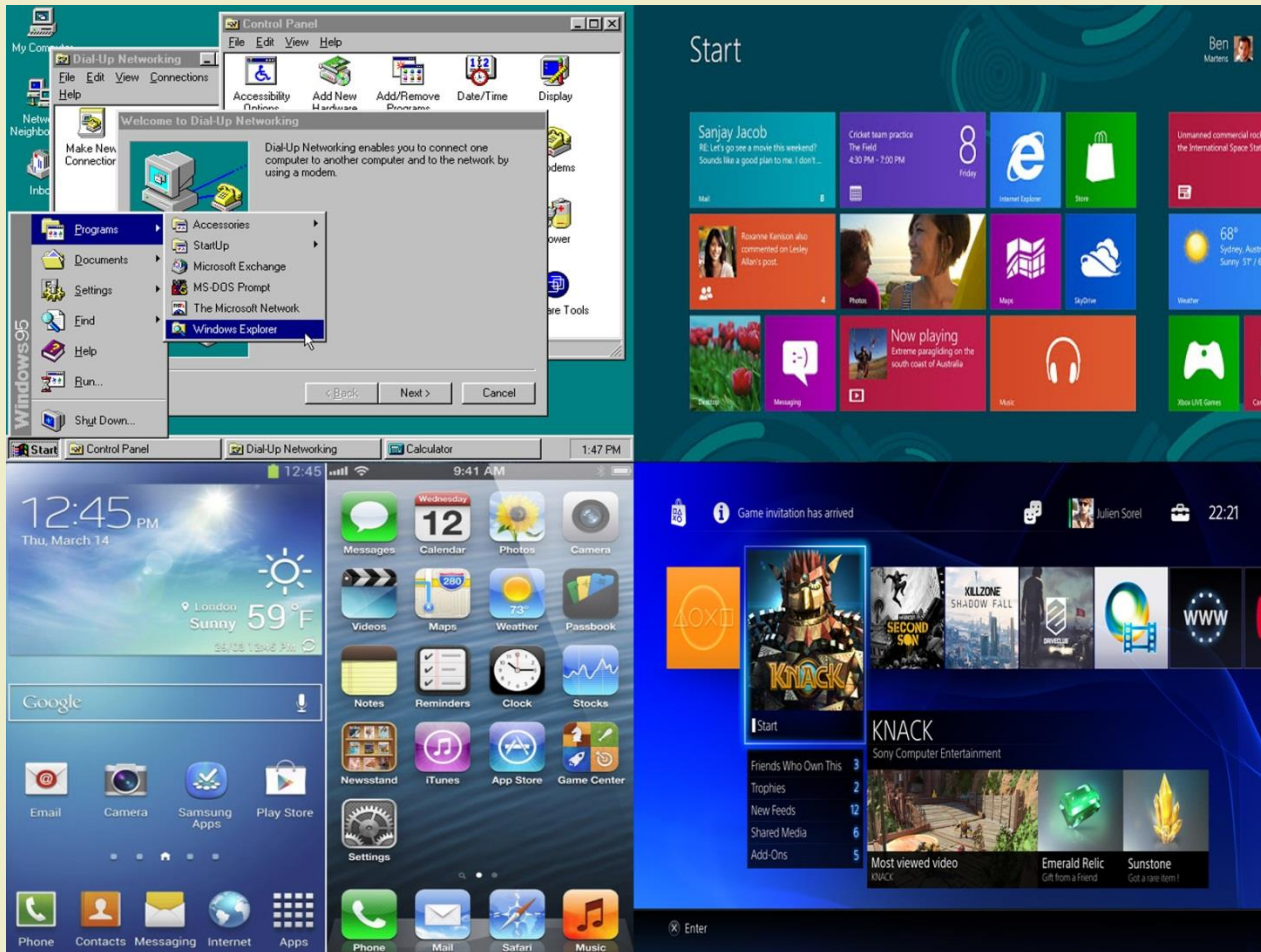 My Computer
Control Panel
File Edit View Help
Accessibility Options
Add New Hardware
Add/Remove Programs
Date/Time
Display
Dial-Up Networking
File Edit View Connections
Help
Make New
Connection
Inbo
odems
ower
are Tools
Welcome to Dial-Up Networking
Dial-Up Networking enables you to connect one
computer to another computer and to the network by
using a modem.
< Back
Next >
Cancel
Windows95
Programs
Documents
Settings
Find
Help
Run...
Shut Down...
Accessories
StartUp
Microsoft Exchange
MS-DOS Prompt
The Microsoft Network
Windows Explorer
Start
Control Panel
Dial-Up Networking
Calculator
1:47 PM
Start
Ben
Martens
Sanjay Jacob
RE: Let's go see a movie this weekend?
Sounds like a good plan to me. I don't...
Mail
8
Cricket team practice
The Field
4:30 PM - 7:00 PM
8
Friday
Internet Explorer
Store
Unmanned commercial rock
the International Space Stat
Roxanne Kenison also
commented on Lesley
Allan's post.
4
Photos
Maps
SkyDrive
68°
Sydney, Aust
Weather
Desktop
:-)
Messaging
Now playing
Extreme paragliding on the
south coast of Australia
Music
Xbox LIVE Games
12:45
12:45 PM
Thu, March 14
London
Sunny
59°F
Google
Email
Camera
Samsung
Apps
Play Store
Phone
Contacts
Messaging
Internet
Apps
9:41 AM
Messages
Wednesday
12
Calendar
Photos
Camera
Videos
280
Maps
73°
Weather
Passbook
Notes
Reminders
Clock
Stocks
Newsstand
iTunes
App Store
Game Center
Settings
Phone
Mail
Safari
Music
Game invitation has arrived
Julien Sorel
22:21
KNACK
SECOND
SON
KILLZONE
SHADOW FALL
DRIVECLUB
WWW
Start
KNACK
Sony Computer Entertainment
Friends Who Own This 3
Trophies 2
New Feeds 12
Shared Media 6
Add-Ons 5
Most viewed video
KNACK
Emerald Relic
Gift from a Friend
Sunstone
Got a rare item !
Enter